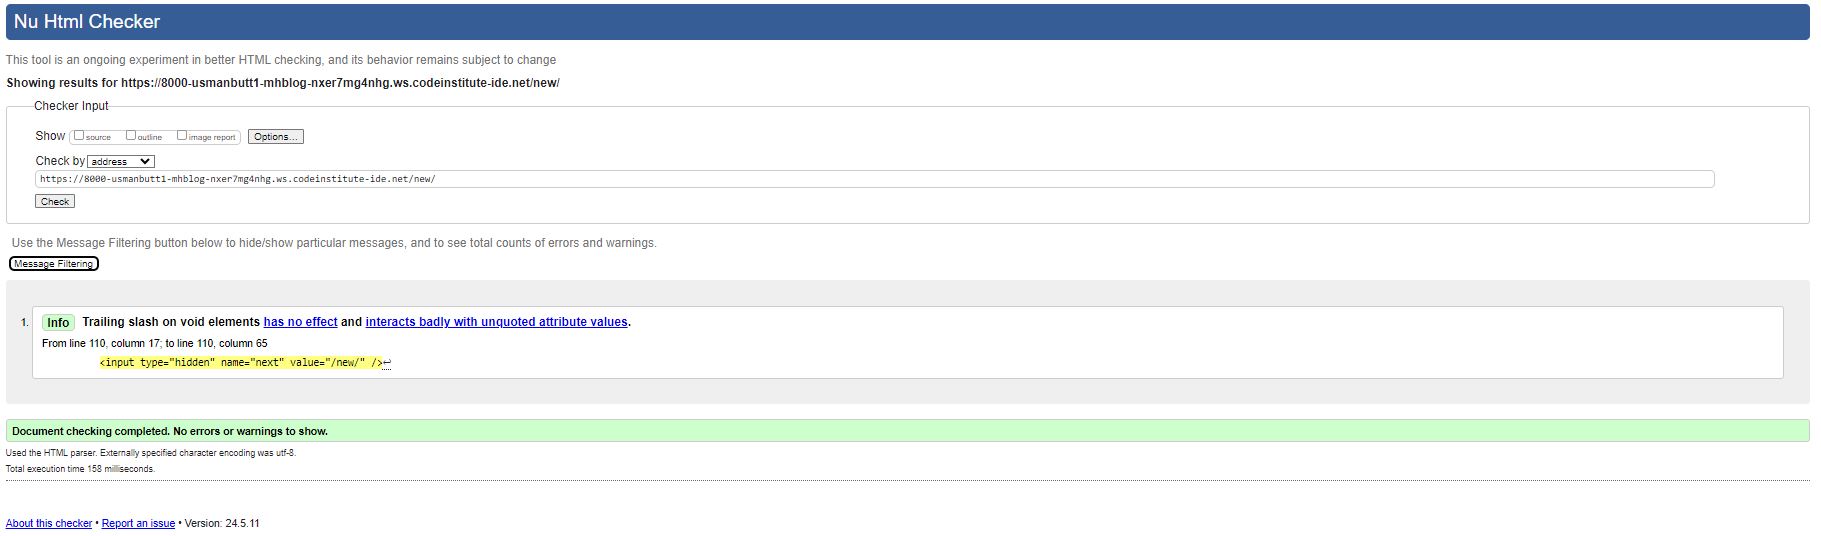 Nu Html Checker
This tool is an ongoing experiment in better HTML checking, and its behavior remains subject to change
Showing results for https://8000-usmanbutt1-mhblog-nxer7mg4nhg.ws.codeinstitute-ide.net/new/
Checker Input
Show source outline image report Options...
Check by address
https://8000-usmanbutt1-mhblog-nxer7mg4nhg.ws.codeinstitute-ide.net/new/
Check
Use the Message Filtering button below to hide/show particular messages, and to see total counts of errors and warnings.
Message Filtering
1. Info Trailing slash on void elements has no effect and interacts badly with unquoted attribute values.
From line 110, column 17; to line 110, column 65
<input type="hidden" name="next" value="/new/" />↩
Document checking completed. No errors or warnings to show.
Used the HTML parser. Externally specified character encoding was utf-8.
Total execution time 158 milliseconds.
About this checker • Report an issue • Version: 24.5.11